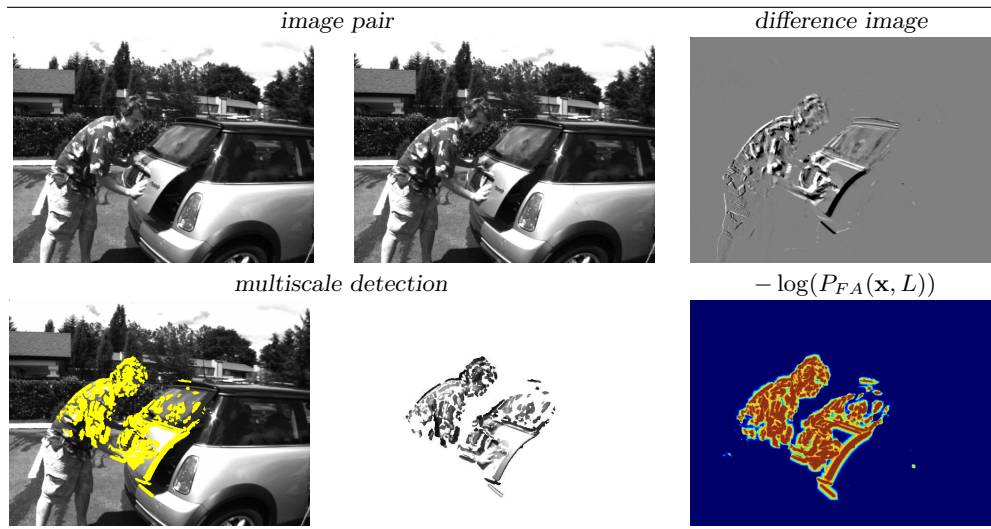 image pair
difference image
multiscale detection
− log(P_{FA}(𝐱, L))